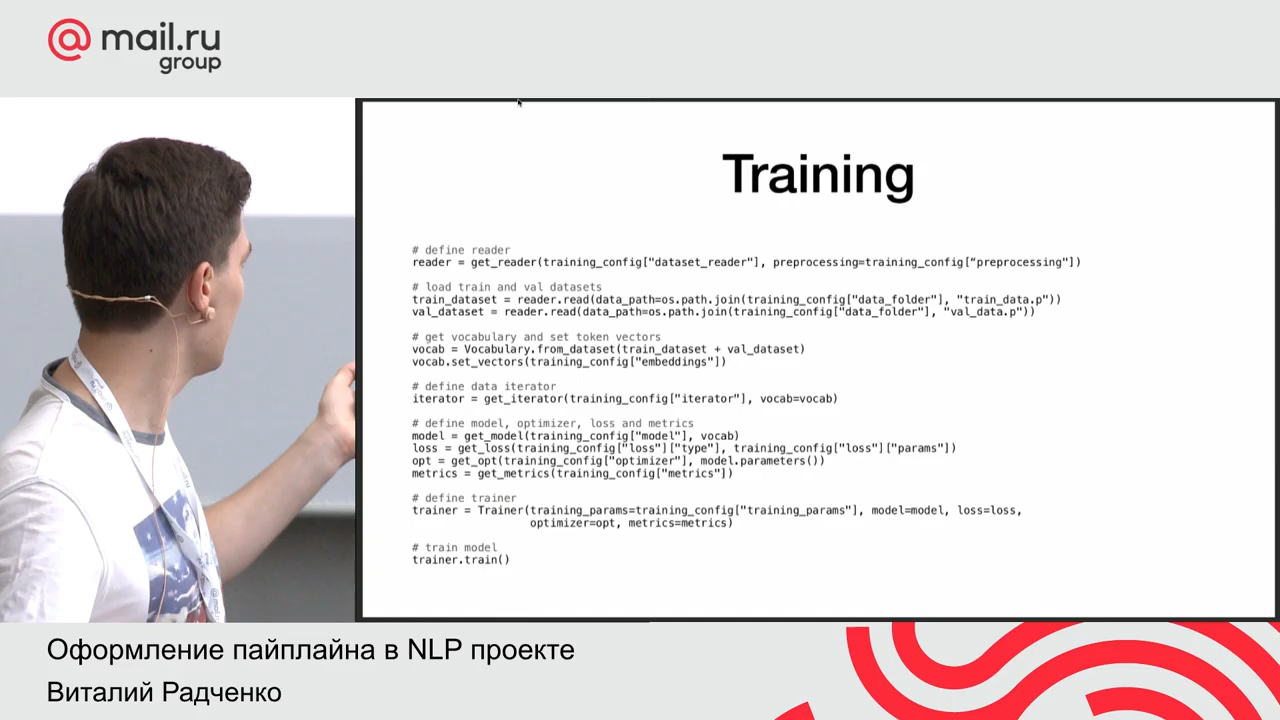 @mail.ru
group
Training
# define reader
reader = get_reader(training_config["dataset_reader"], preprocessing=training_config[“preprocessing"])
# load train and val datasets
train_dataset = reader.read(data_path=os.path.join(training_config["data_folder"], "train_data.p"))
val_dataset = reader.read(data_path=os.path.join(training_config["data_folder"], "val_data.p"))
# get vocabulary and set token vectors
vocab = Vocabulary.from_dataset(train_dataset + val_dataset)
vocab.set_vectors(training_config["embeddings"])
# define data iterator
iterator = get_iterator(training_config["iterator"], vocab=vocab)
# define model, optimizer, loss and metrics
model = get_model(training_config["model"], vocab)
loss = get_loss(training_config["loss"]["type"], training_config["loss"]["params"])
opt = get_opt(training_config["optimizer"], model.parameters())
metrics = get_metrics(training_config["metrics"])
# define trainer
trainer = Trainer(training_params=training_config["training_params"], model=model, loss=loss,
optimizer=opt, metrics=metrics)
# train model
trainer.train()
Оформление пайплайна в NLP проекте
Виталий Радченко